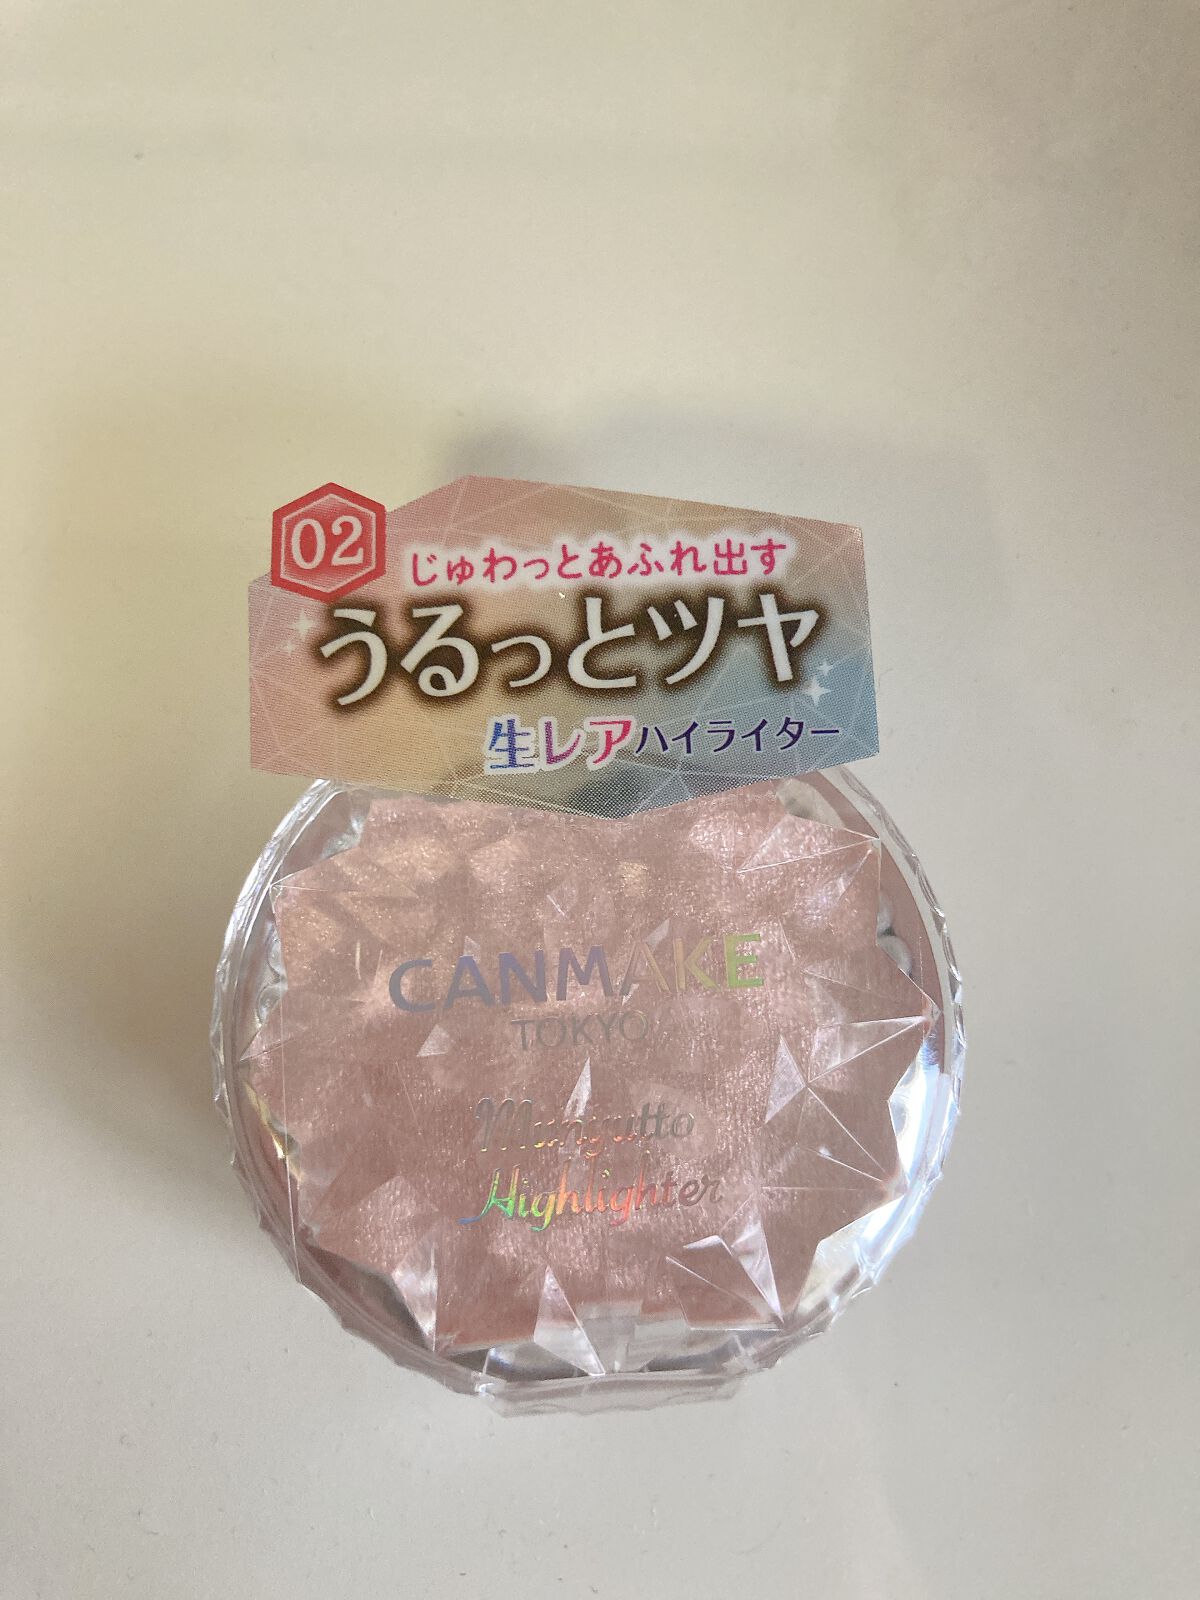 02
じゅわっとあふれ出す
うるっとツヤ
生レアハイライター
CANMAKE
TOKYO
Munyutto
Highlighter